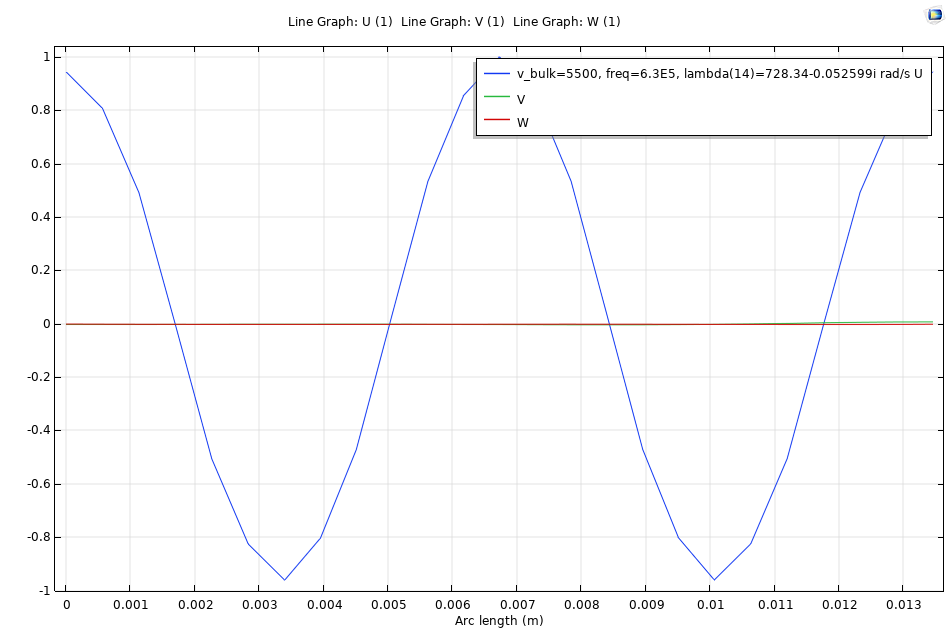 Line Graph: U (1) Line Graph: V (1) Line Graph: W (1)
1
0.8
0.6
0.4
0.2
0
-0.2
-0.4
-0.6
-0.8
-1
v_bulk=5500, freq=6.3E5, lambda(14)=728.34-0.052599i rad/s U
V
W
0 0.001 0.002 0.003 0.004 0.005 0.006 0.007 0.008 0.009 0.01 0.011 0.012 0.013
Arc length (m)